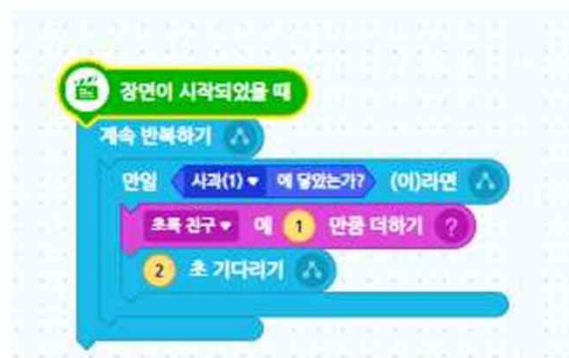 장면이 시작되었을 때
계속 반복하기
만일 사과(1) 에 닿았는가? (이)라면
초록 친구 에 1 만큼 더하기 ?
2 초 기다리기